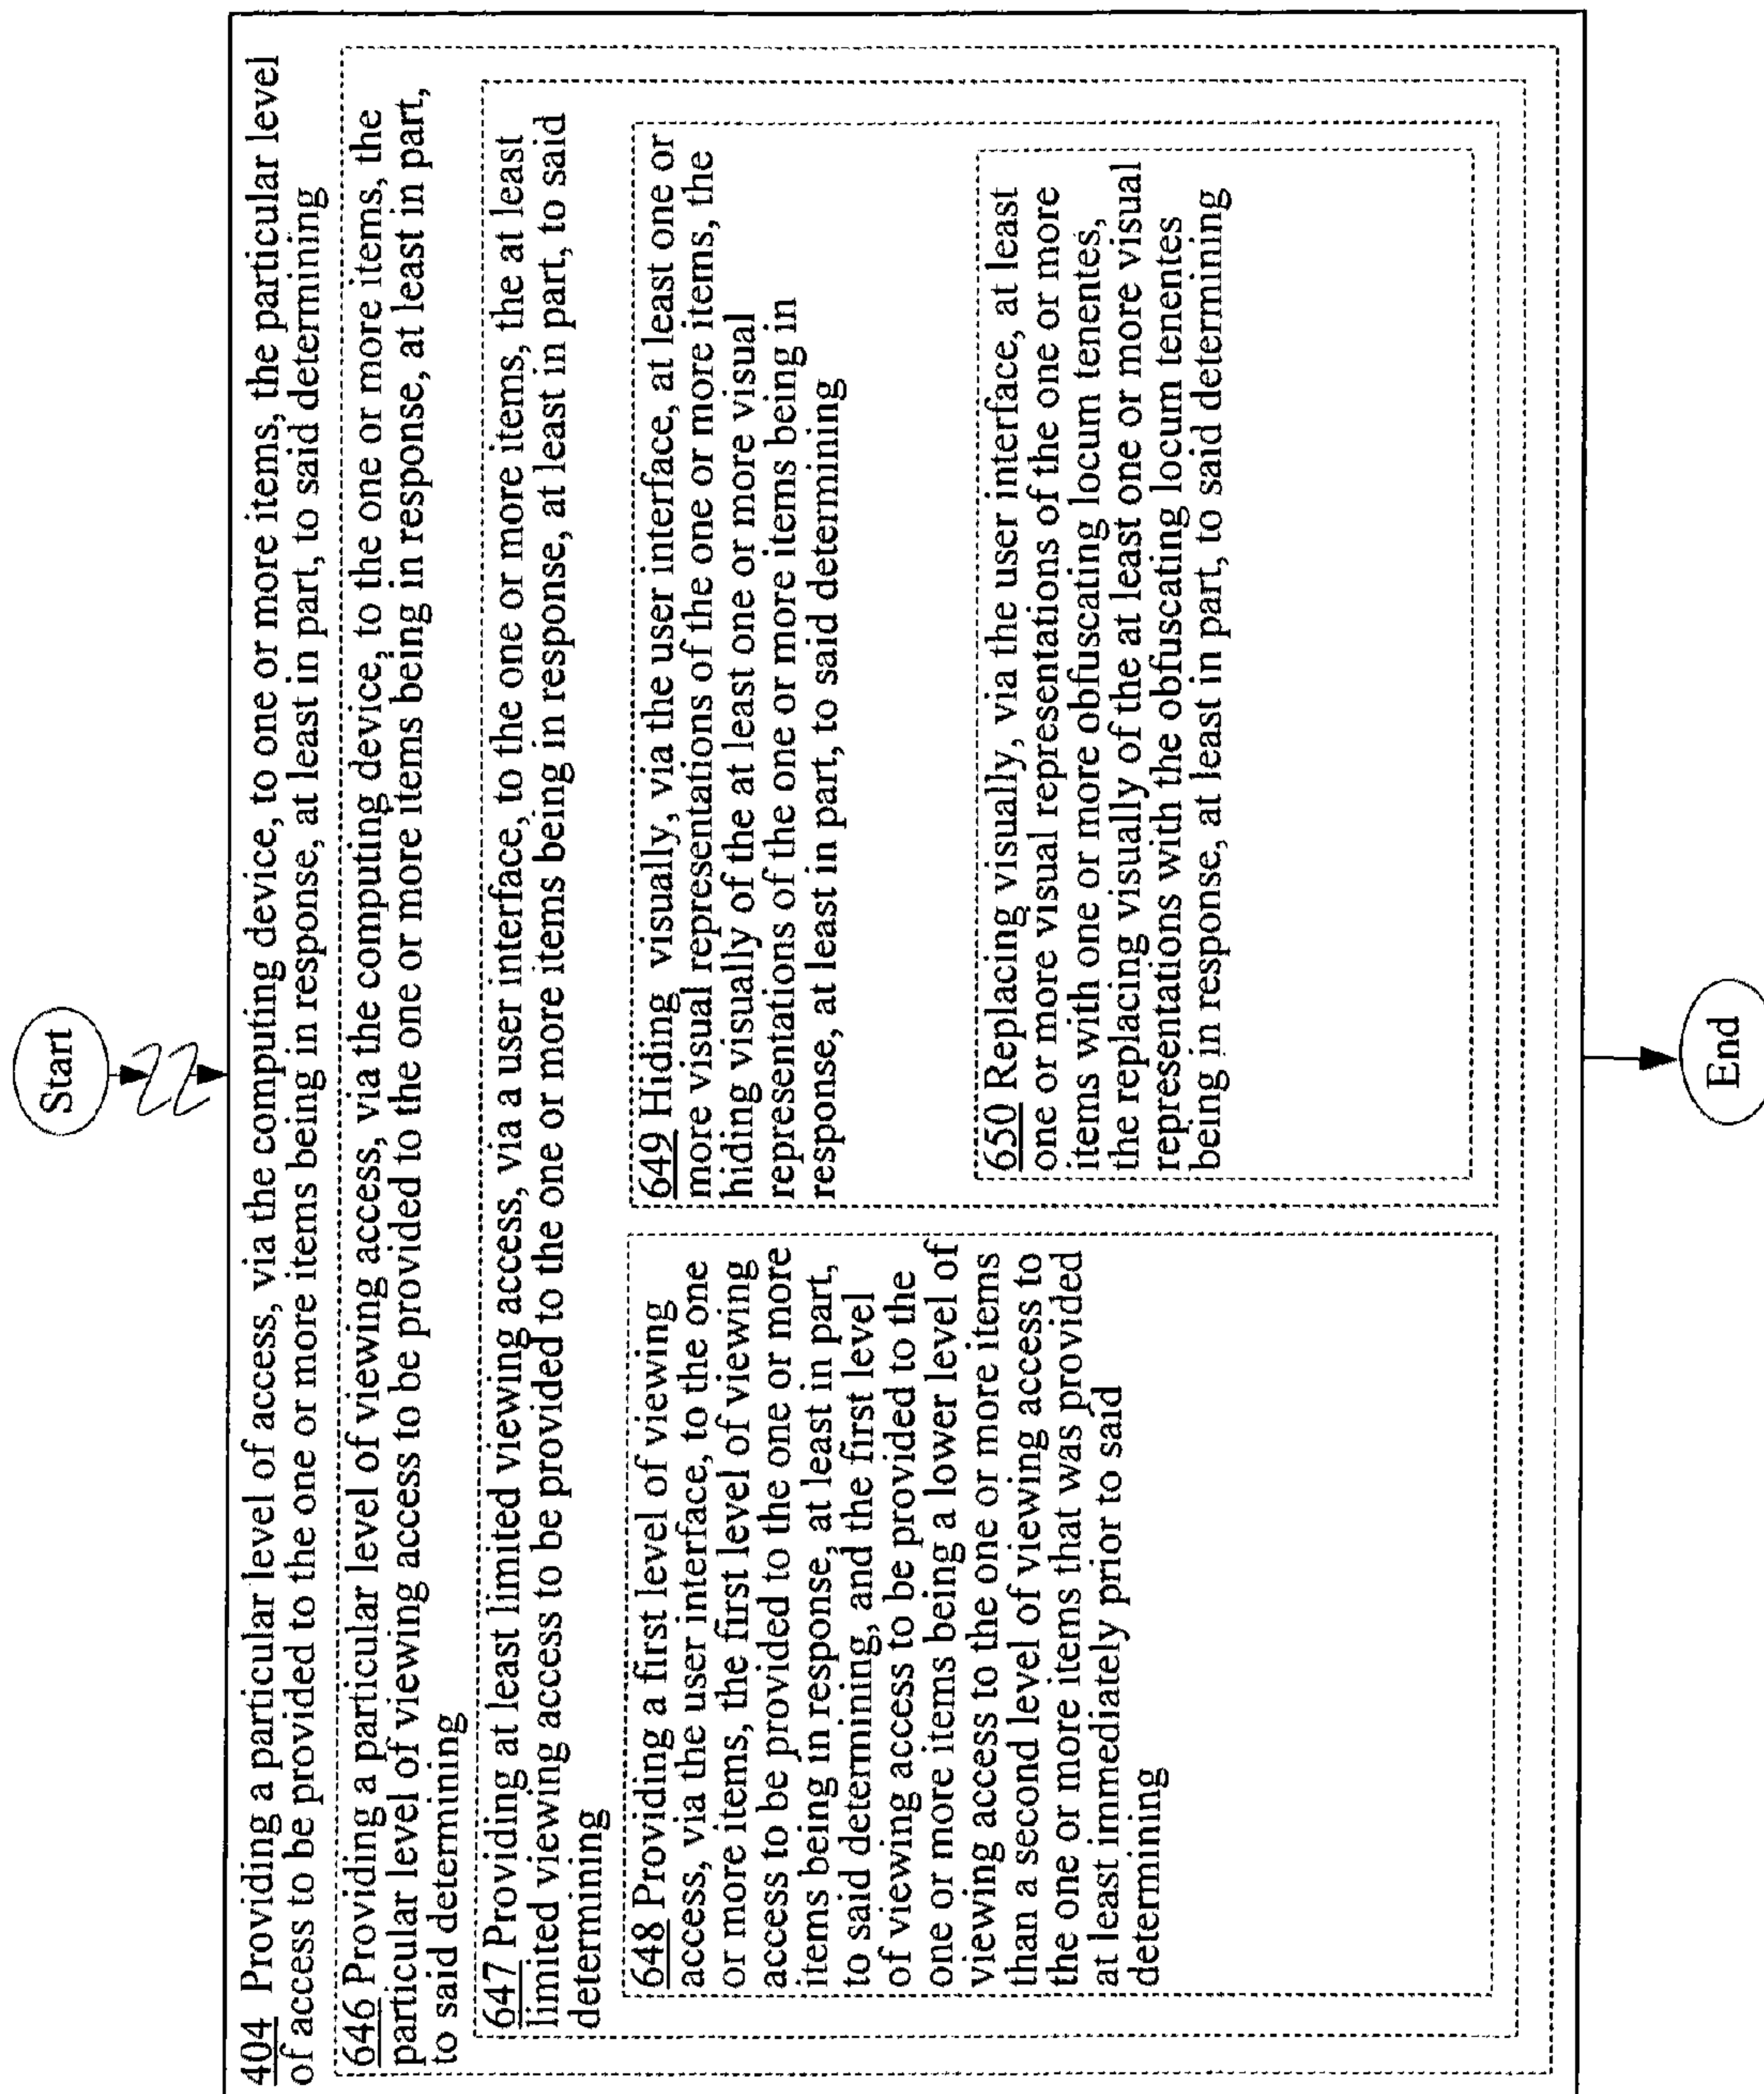 Start
404 Providing a particular level of access, via the computing device, to one or more items, the particular level
of access to be provided to the one or more items being in response, at least in part, to said determining
646 Providing a particular level of viewing access, via the computing device, to the one or more items, the
particular level of viewing access to be provided to the one or more items being in response, at least in part,
to said determining
647 Providing at least limited viewing access, via a user interface, to the one or more items, the at least
limited viewing access to be provided to the one or more items being in response, at least in part, to said
determining
648 Providing a first level of viewing
access, via the user interface, to the one
or more items, the first level of viewing
access to be provided to the one or more
items being in response, at least in part,
to said determining, and the first level
of viewing access to be provided to the
one or more items being a lower level of
viewing access to the one or more items
than a second level of viewing access to
the one or more items that was provided
at least immediately prior to said
determining
649 Hiding visually, via the user interface, at least one or
more visual representations of the one or more items, the
hiding visually of the at least one or more visual
representations of the one or more items being in
response, at least in part, to said determining
650 Replacing visually, via the user interface, at least
one or more visual representations of the one or more
items with one or more obfuscating locum tenentes,
the replacing visually of the at least one or more visual
representations with the obfuscating locum tenentes
being in response, at least in part, to said determining
End